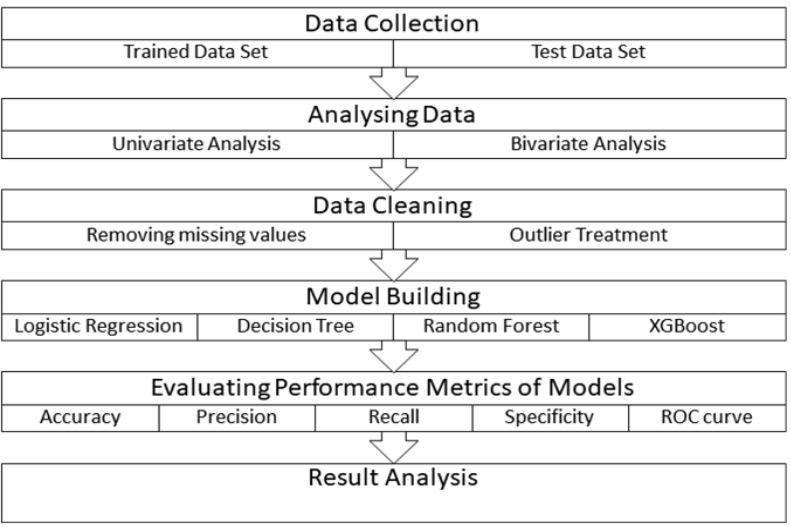 Data Collection
Trained Data Set Test Data Set
Analysing Data
Univariate Analysis Bivariate Analysis
Data Cleaning
Removing missing values Outlier Treatment
Model Building
Logistic Regression Decision Tree Random Forest XGBoost
Evaluating Performance Metrics of Models
Accuracy Precision Recall Specificity ROC curve
Result Analysis